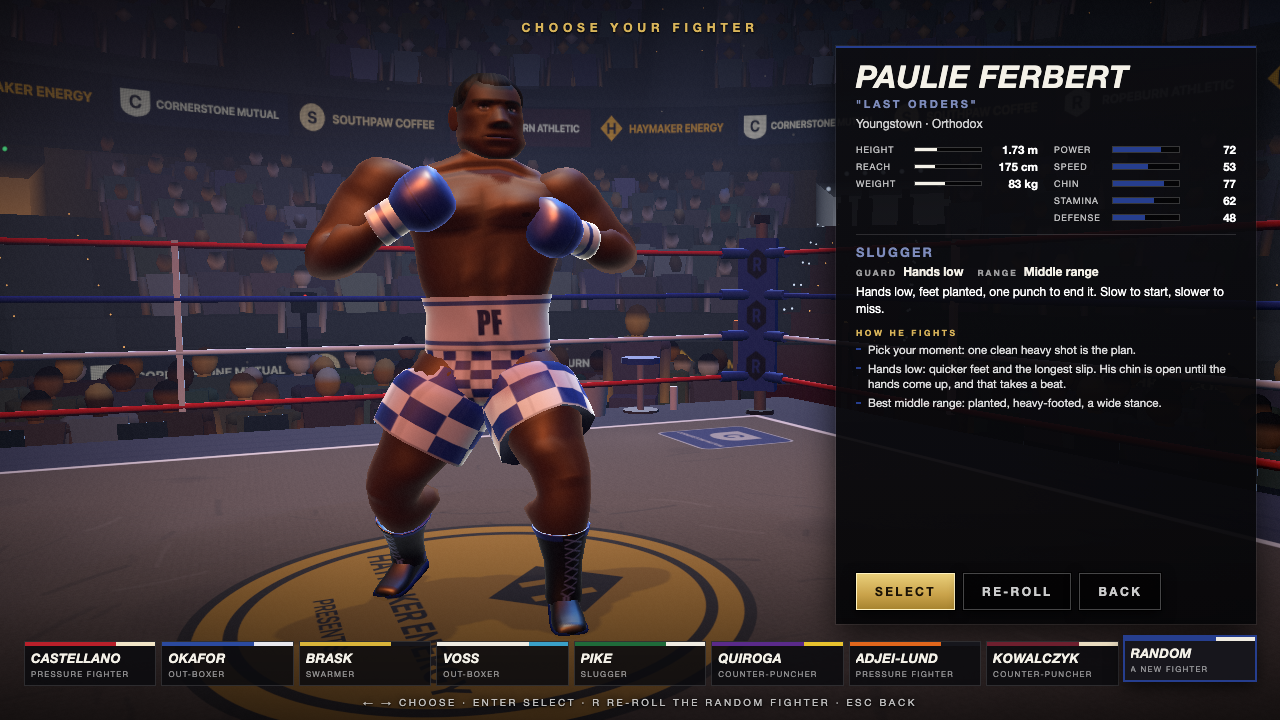 CHOOSE YOUR FIGHTER
AKER ENERGY
C CORNERSTONE MUTUAL
S SOUTHPAW COFFEE
RN ATHLETIC
H HAYMAKER ENERGY
C CORNERSTONE
PF
R
R
R
HAYMAKER ENERGY
PRESENT
PAULIE FERBERT
"LAST ORDERS"
Youngstown · Orthodox
HEIGHT 1.73 m
REACH 175 cm
WEIGHT 83 kg
POWER 72
SPEED 53
CHIN 77
STAMINA 62
DEFENSE 48
SLUGGER
GUARD Hands low RANGE Middle range
Hands low, feet planted, one punch to end it. Slow to start, slower to
miss.
HOW HE FIGHTS
- Pick your moment: one clean heavy shot is the plan.
- Hands low: quicker feet and the longest slip. His chin is open until the
hands come up, and that takes a beat.
- Best middle range: planted, heavy-footed, a wide stance.
SELECT RE-ROLL BACK
CASTELLANO
PRESSURE FIGHTER
OKAFOR
OUT-BOXER
BRASK
SWARMER
VOSS
OUT-BOXER
PIKE
SLUGGER
QUIROGA
COUNTER-PUNCHER
ADJEI-LUND
PRESSURE FIGHTER
KOWALCZYK
COUNTER-PUNCHER
RANDOM
A NEW FIGHTER
← → CHOOSE · ENTER SELECT · R RE-ROLL THE RANDOM FIGHTER · ESC BACK